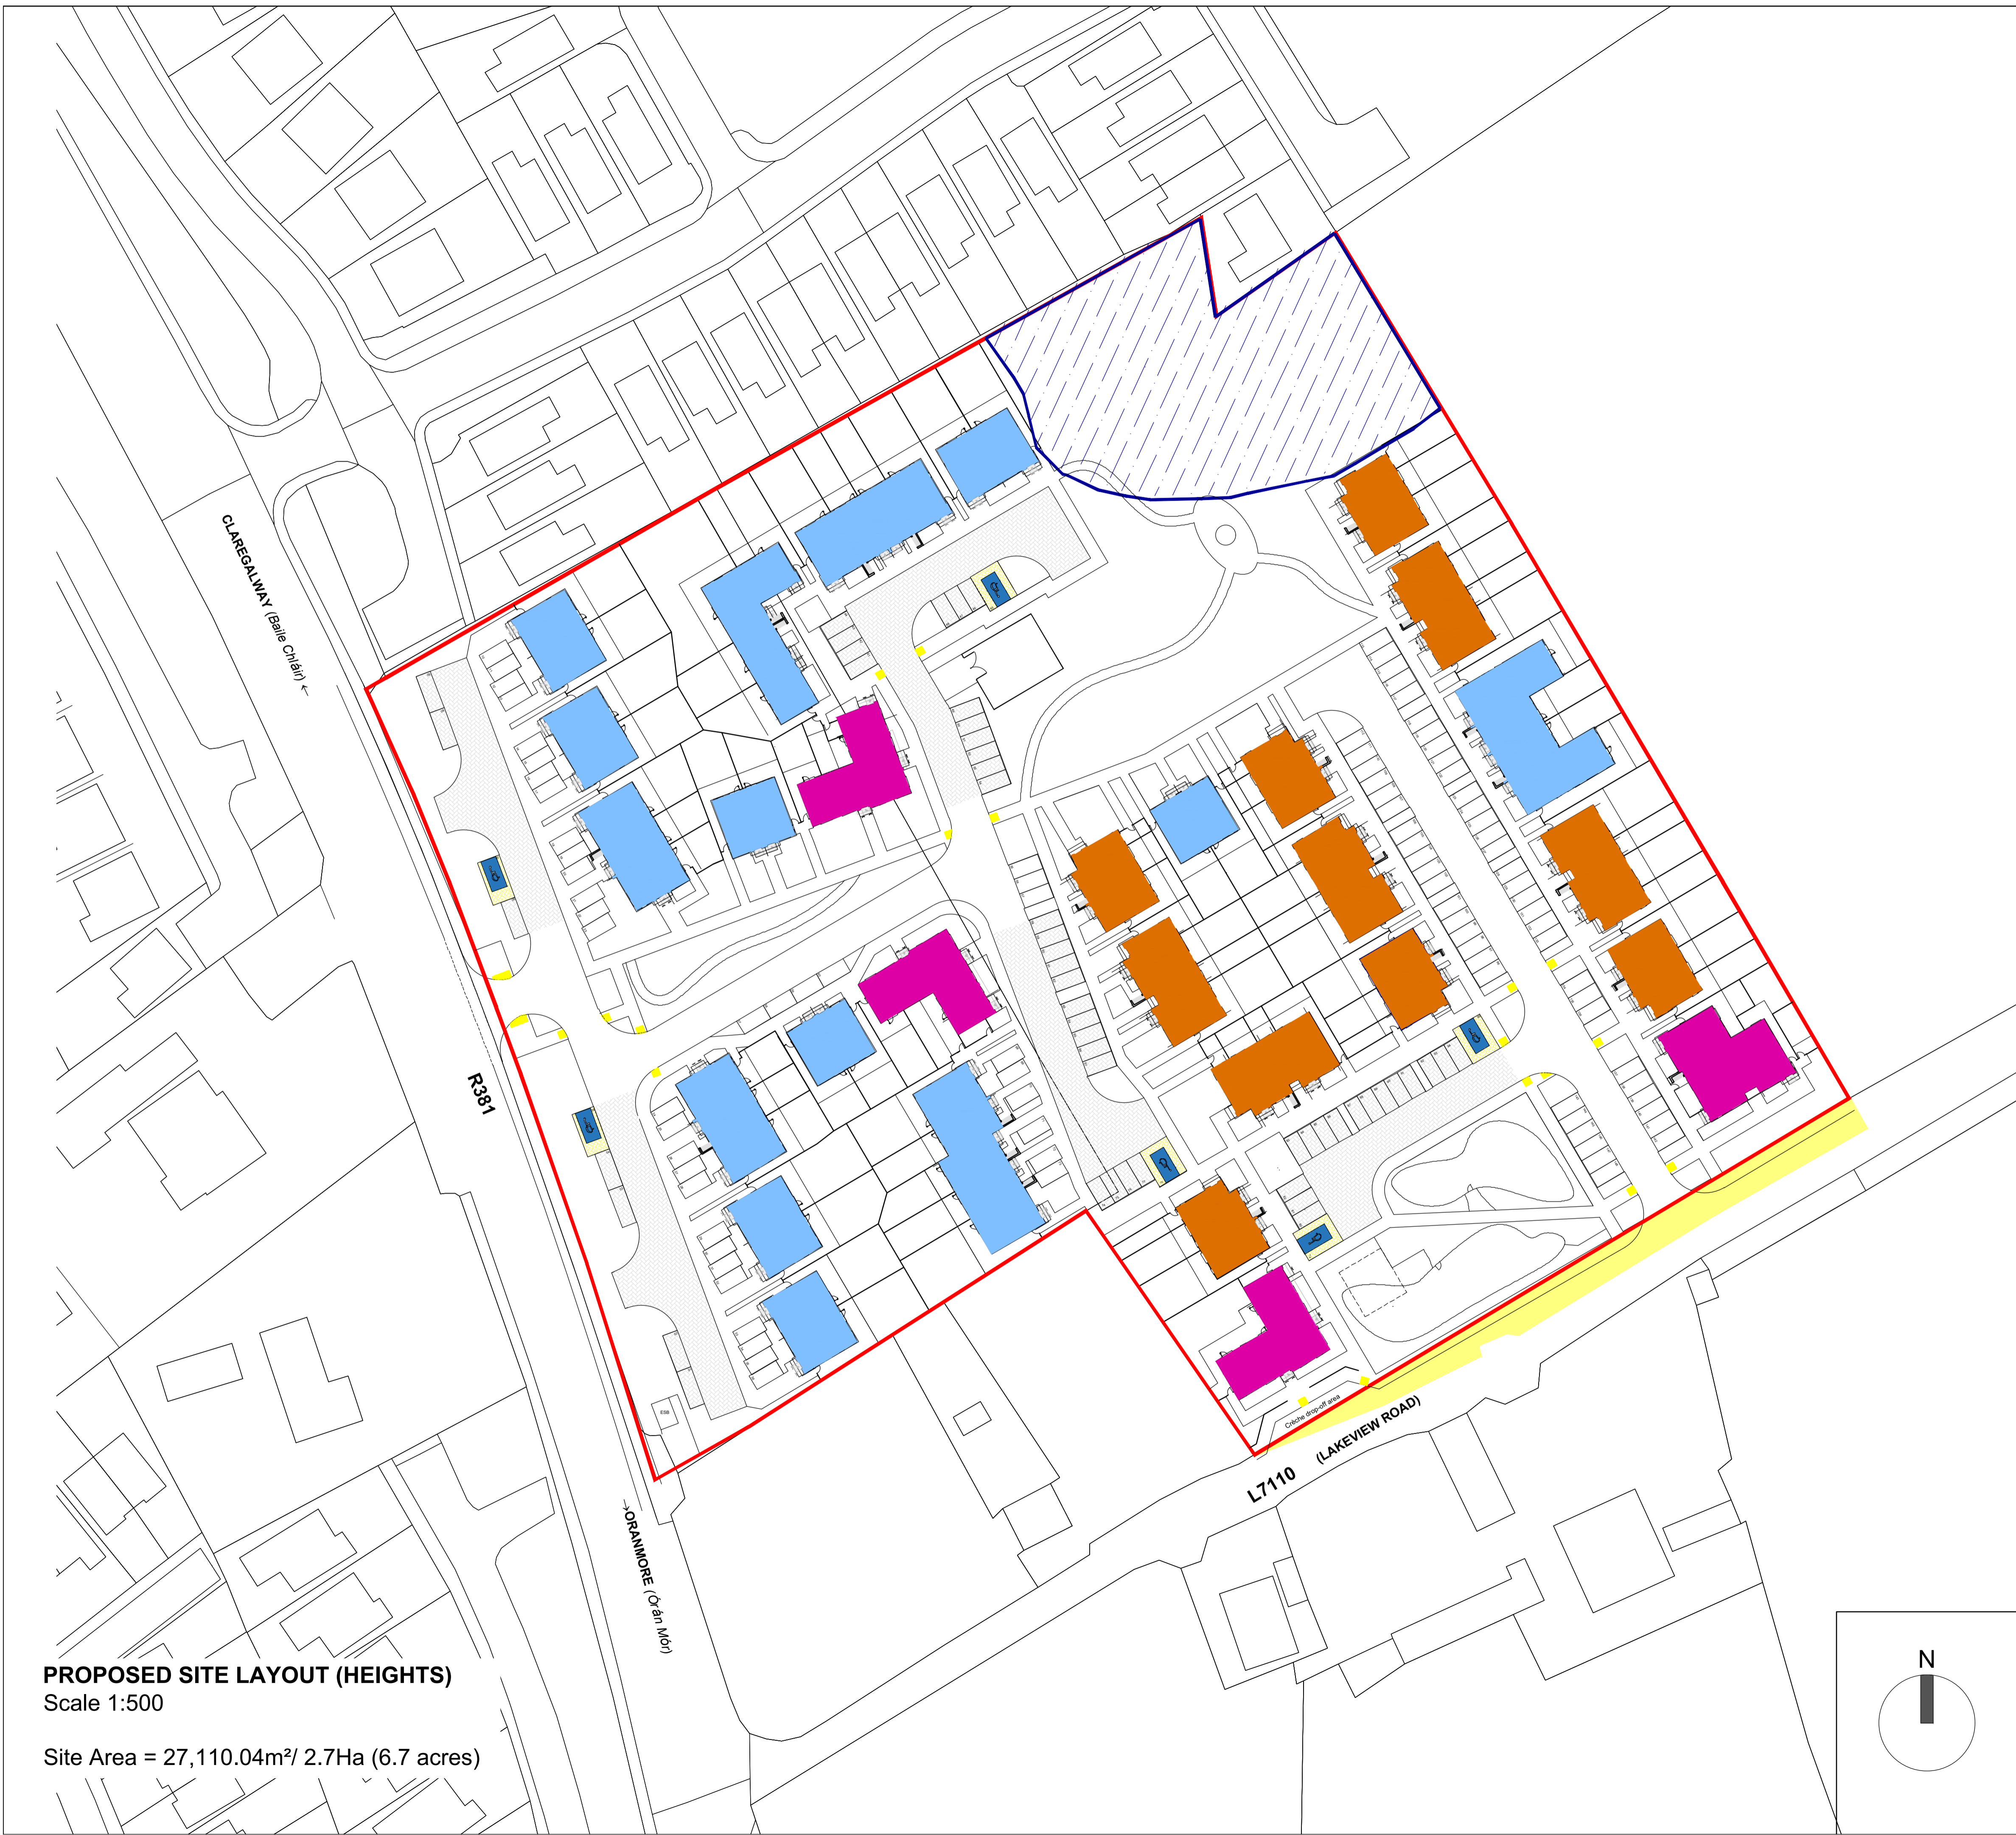 CLAREGALWAY (Baile Chláir) ←
R381
Crèche drop-off area
(LAKEVIEW ROAD)
L7110
→ORANMORE (Órán Mór)
PROPOSED SITE LAYOUT (HEIGHTS)
Scale 1:500
Site Area = 27,110.04m²/ 2.7Ha (6.7 acres)
N